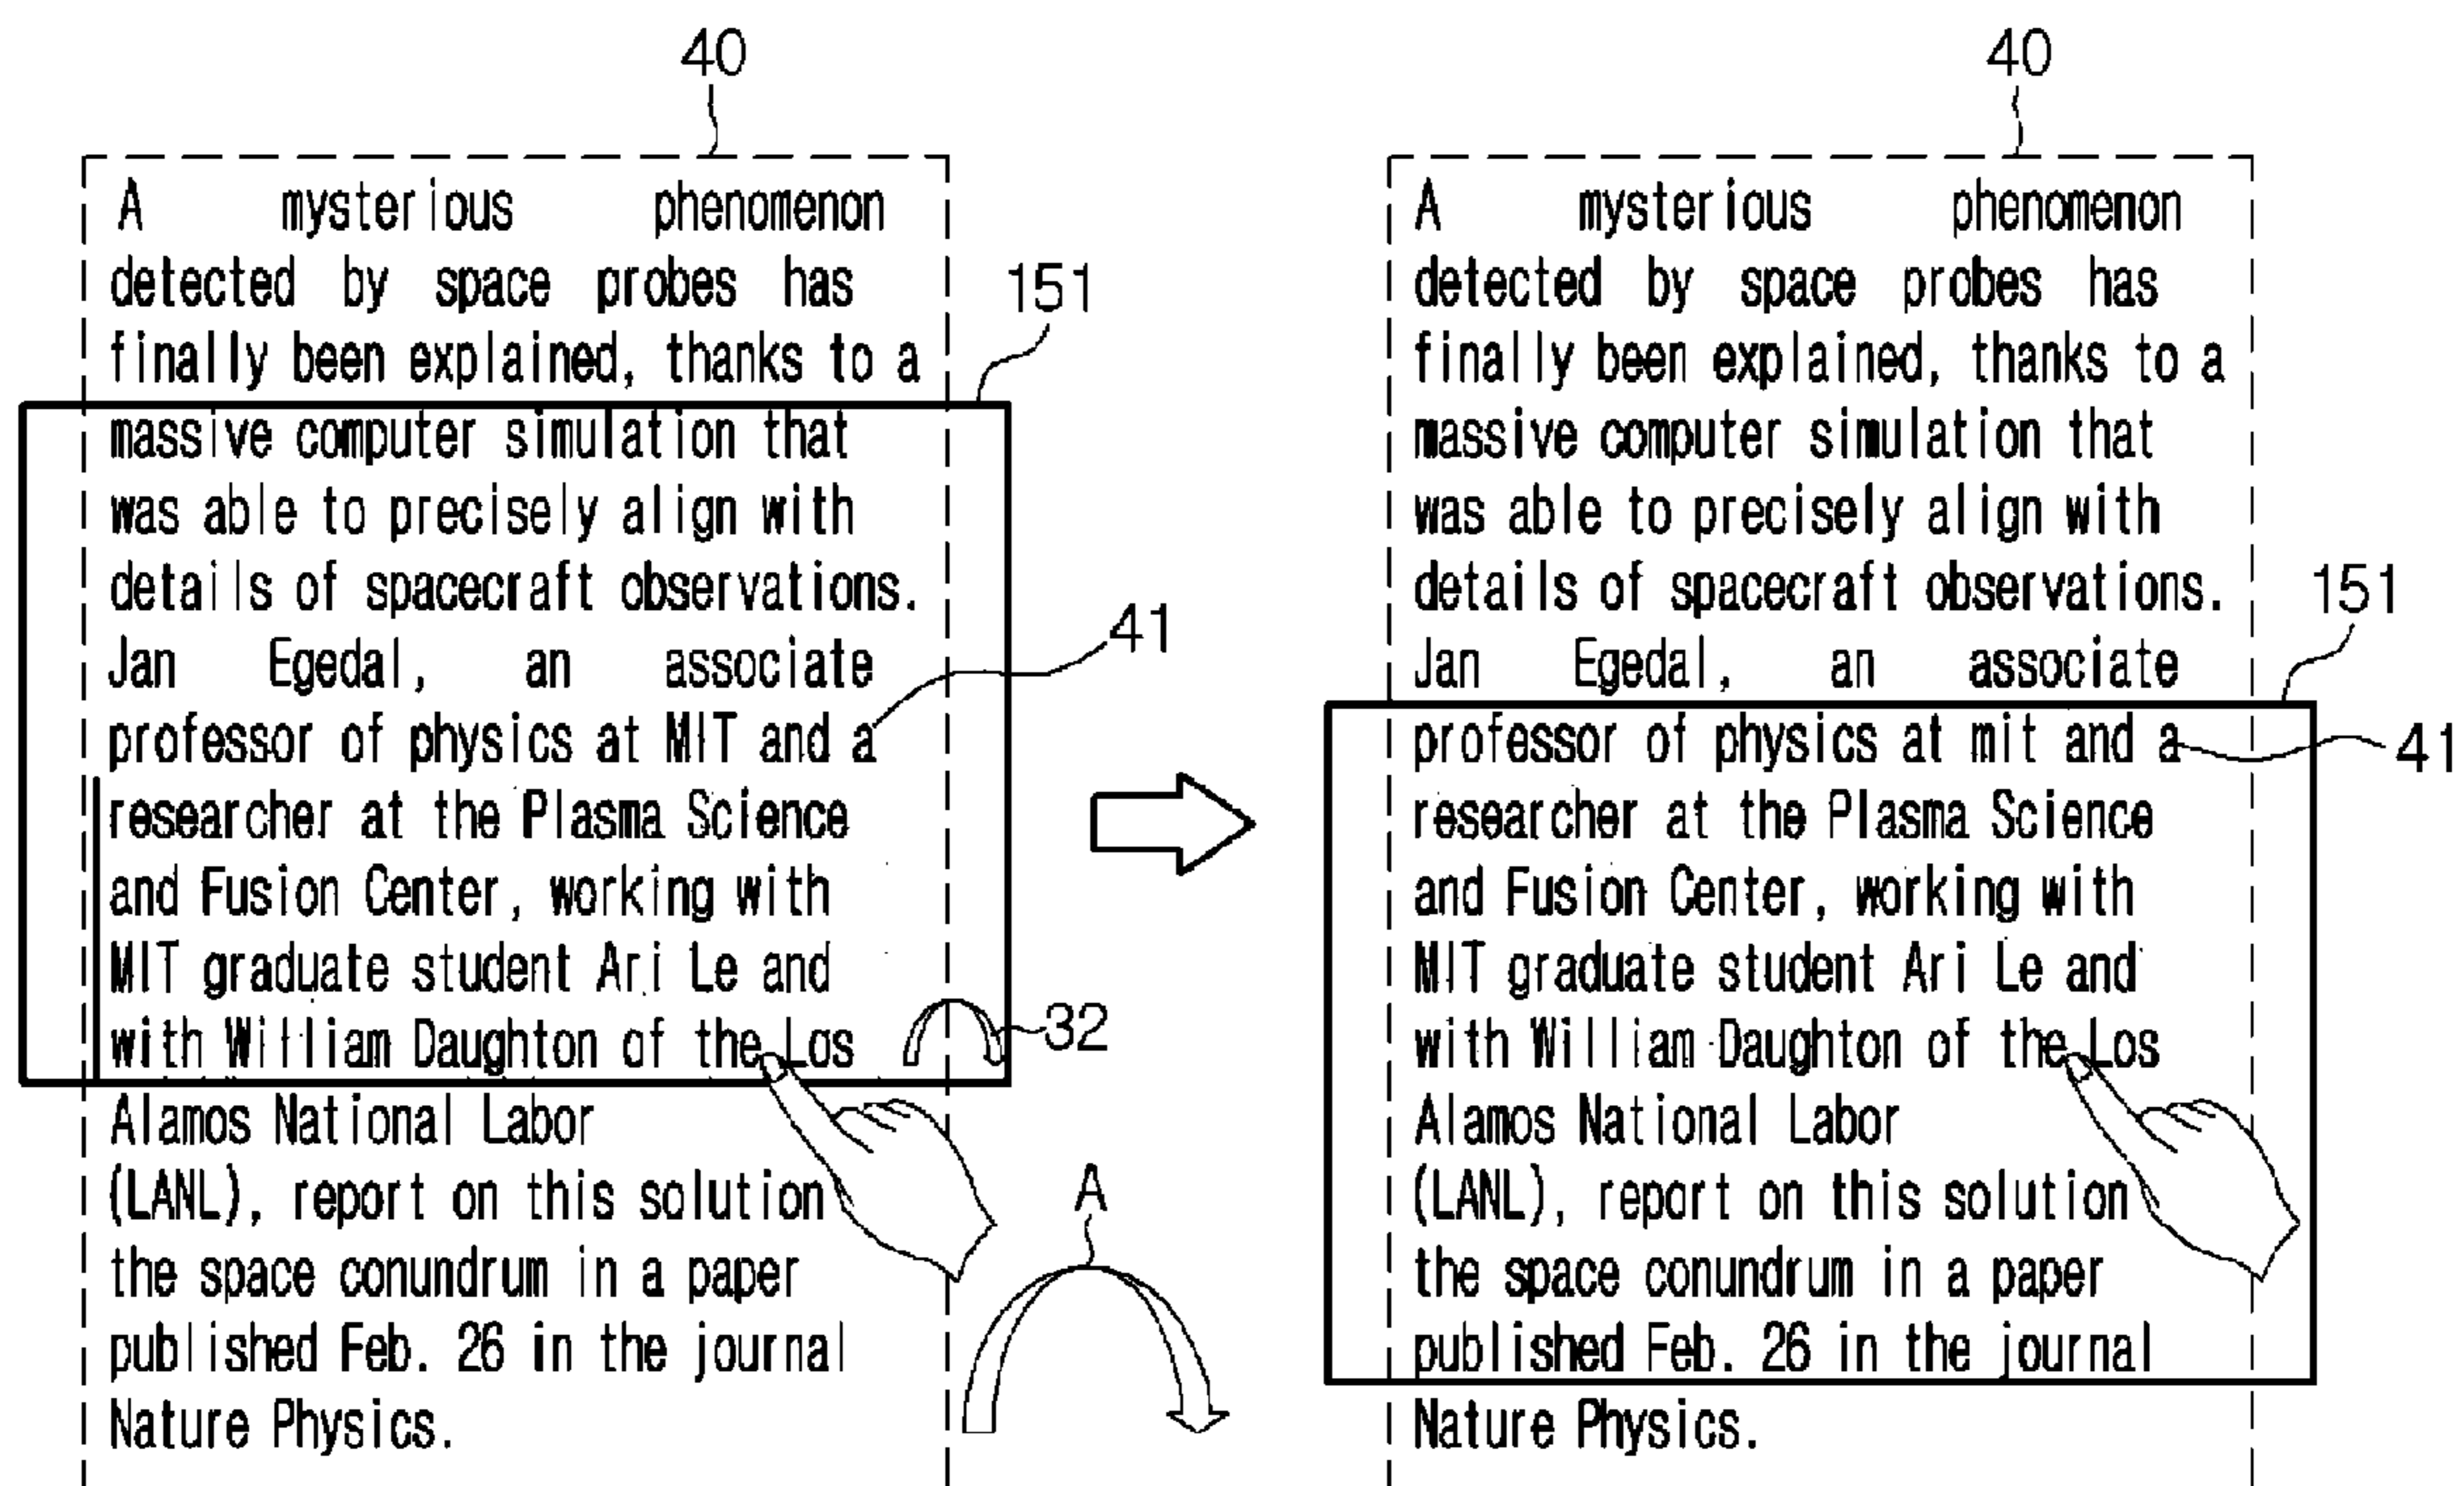 40
A mysterious phenomenon
detected by space probes has
finally been explained, thanks to a
massive computer simulation that
was able to precisely align with
details of spacecraft observations.
Jan Egedal, an associate
professor of physics at MIT and a
researcher at the Plasma Science
and Fusion Center, working with
MIT graduate student Ari Le and
with William Daughton of the Los
Alamos National Labor
(LANL), report on this solution
the space conundrum in a paper
published Feb. 26 in the journal
Nature Physics.
151
41
32
A
40
A mysterious phenomenon
detected by space probes has
finally been explained, thanks to a
massive computer simulation that
was able to precisely align with
details of spacecraft observations.
Jan Egedal, an associate
professor of physics at mit and a
researcher at the Plasma Science
and Fusion Center, working with
MIT graduate student Ari Le and
with William Daughton of the Los
Alamos National Labor
(LANL), report on this solution
the space conundrum in a paper
published Feb. 26 in the journal
Nature Physics.
151
41